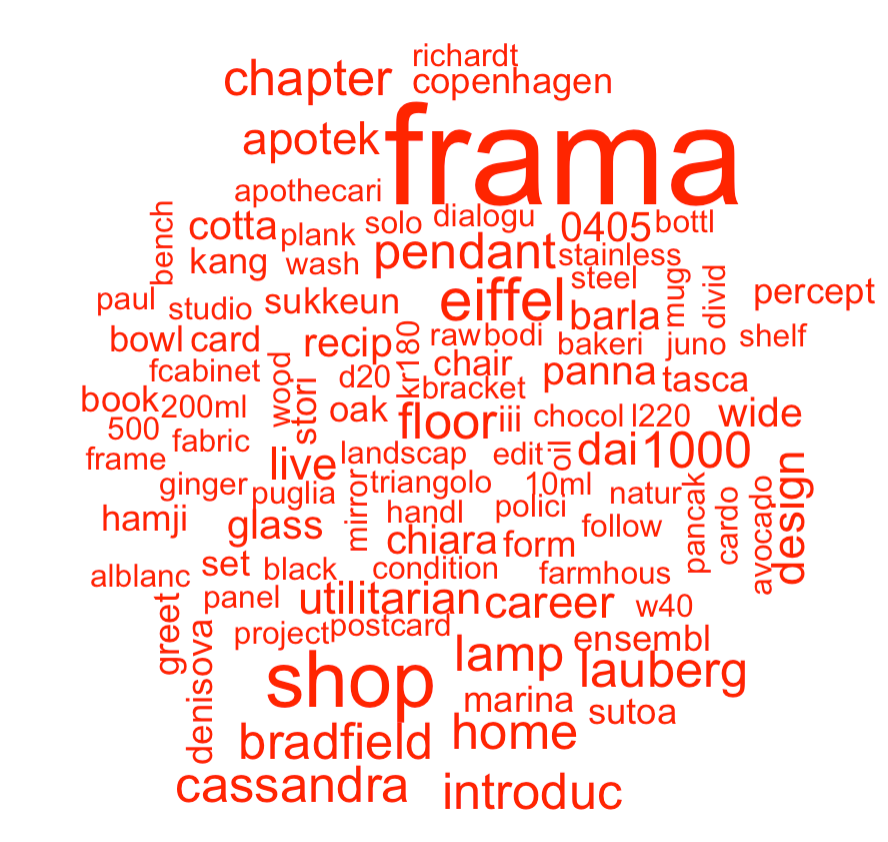 richardt
chapter copenhagen
apotek frama
apothecari
bench cotta plank solo dialogu 0405 bottl
kang wash pendant stainless
paul studio sukkeun eiffel steel mug divid percept
bowl card recip kr180 raw bodi barla bakeri juno shelf
fcabinet wood d20 chair bracket panna tasca
book 200ml stori oak floor iii chocol l220 wide
500 fabric
frame live landscap edit oil dai 1000 design
ginger puglia mirror triangolo 10ml natur pancak cardo avocado
hamji glass handl polici follow
chiara form
alblanc set black condition farmhous
greet panel utilitarian career w40
denisova project postcard ensembl
shop lamp lauberg
marina sutoa
bradfield home
cassandra introduc